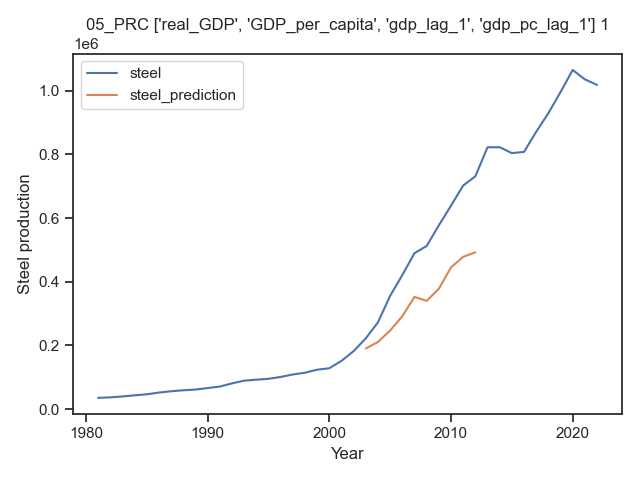 05_PRC ['real_GDP', 'GDP_per_capita', 'gdp_lag_1', 'gdp_pc_lag_1'] 1
1e6
steel
steel_prediction
1.0
0.8
0.6
0.4
0.2
0.0
Steel production
1980
1990
2000
2010
2020
Year